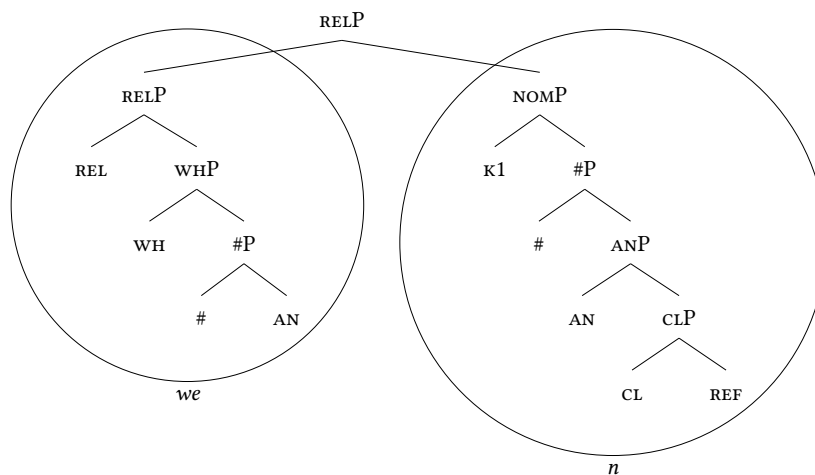 RELP
RELP NOMP
REL WHP K1 #P
WH #P # ANP
# AN AN CLP
we CL REF
n